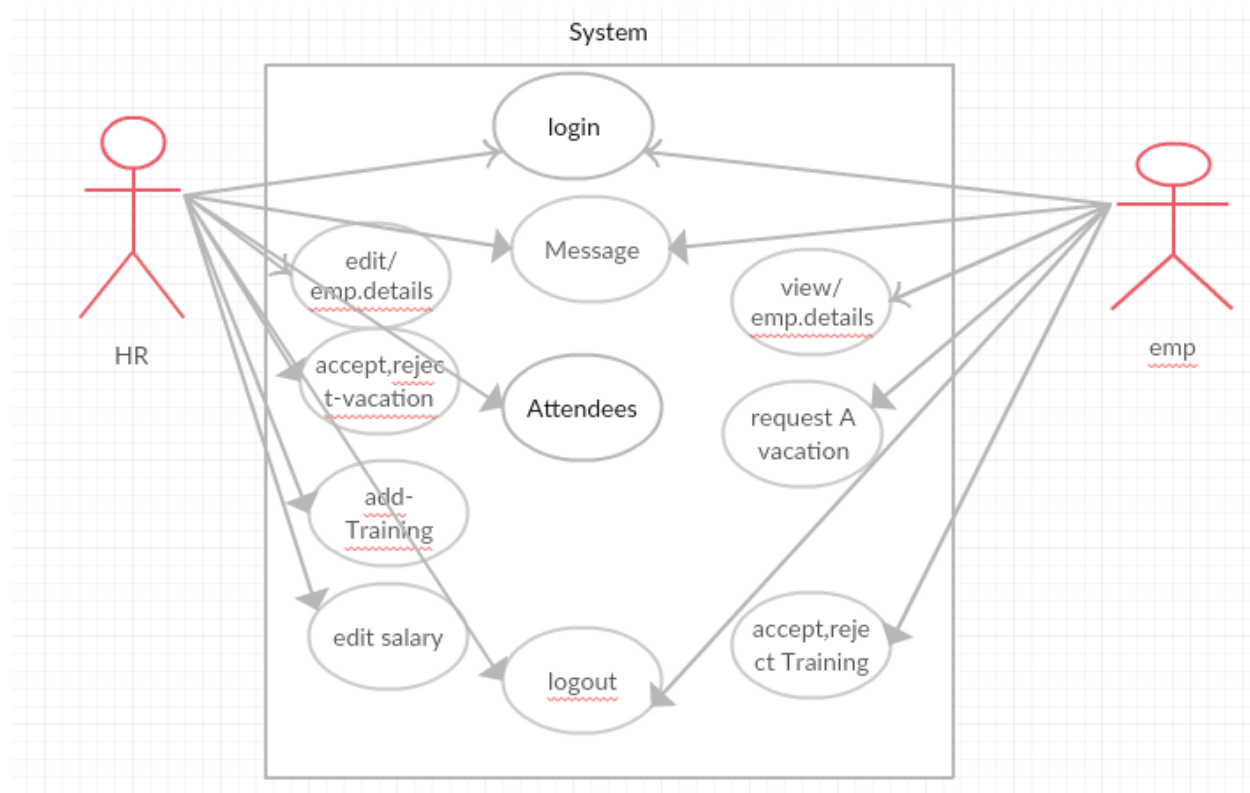 System
login
Message
edit/
emp.details
view/
emp.details
HR
emp
accept,rejec
t-vacation
Attendees
request A
vacation
add-
Training
edit salary
accept,reje
ct Training
logout